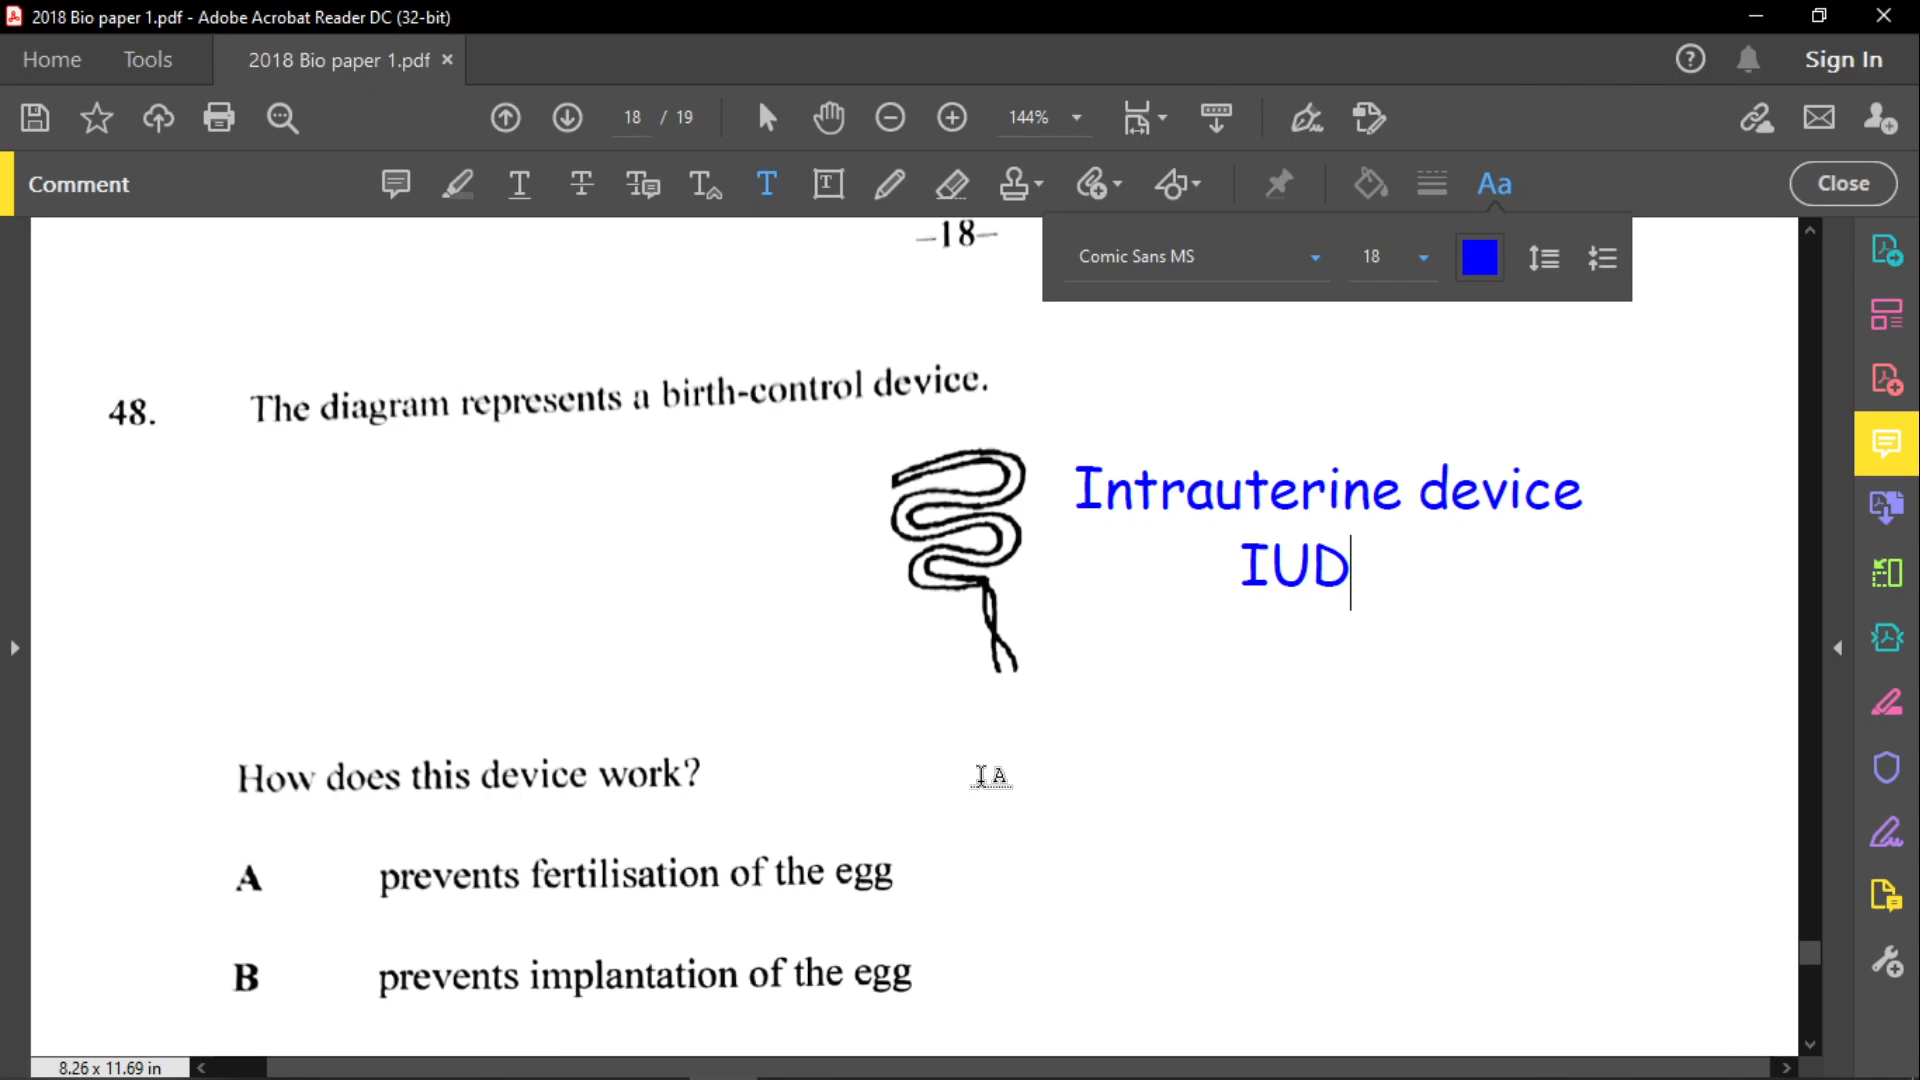 2018 Bio paper 1.pdf - Adobe Acrobat Reader DC (32-bit)
Home Tools 2018 Bio paper 1.pdf × Sign In
18 / 19 144%
Comment Aa Close
Comic Sans MS 18
–18–
48. The diagram represents a birth-control device.
Intrauterine device
IUD
How does this device work?
A prevents fertilisation of the egg
B prevents implantation of the egg
8.26 x 11.69 in